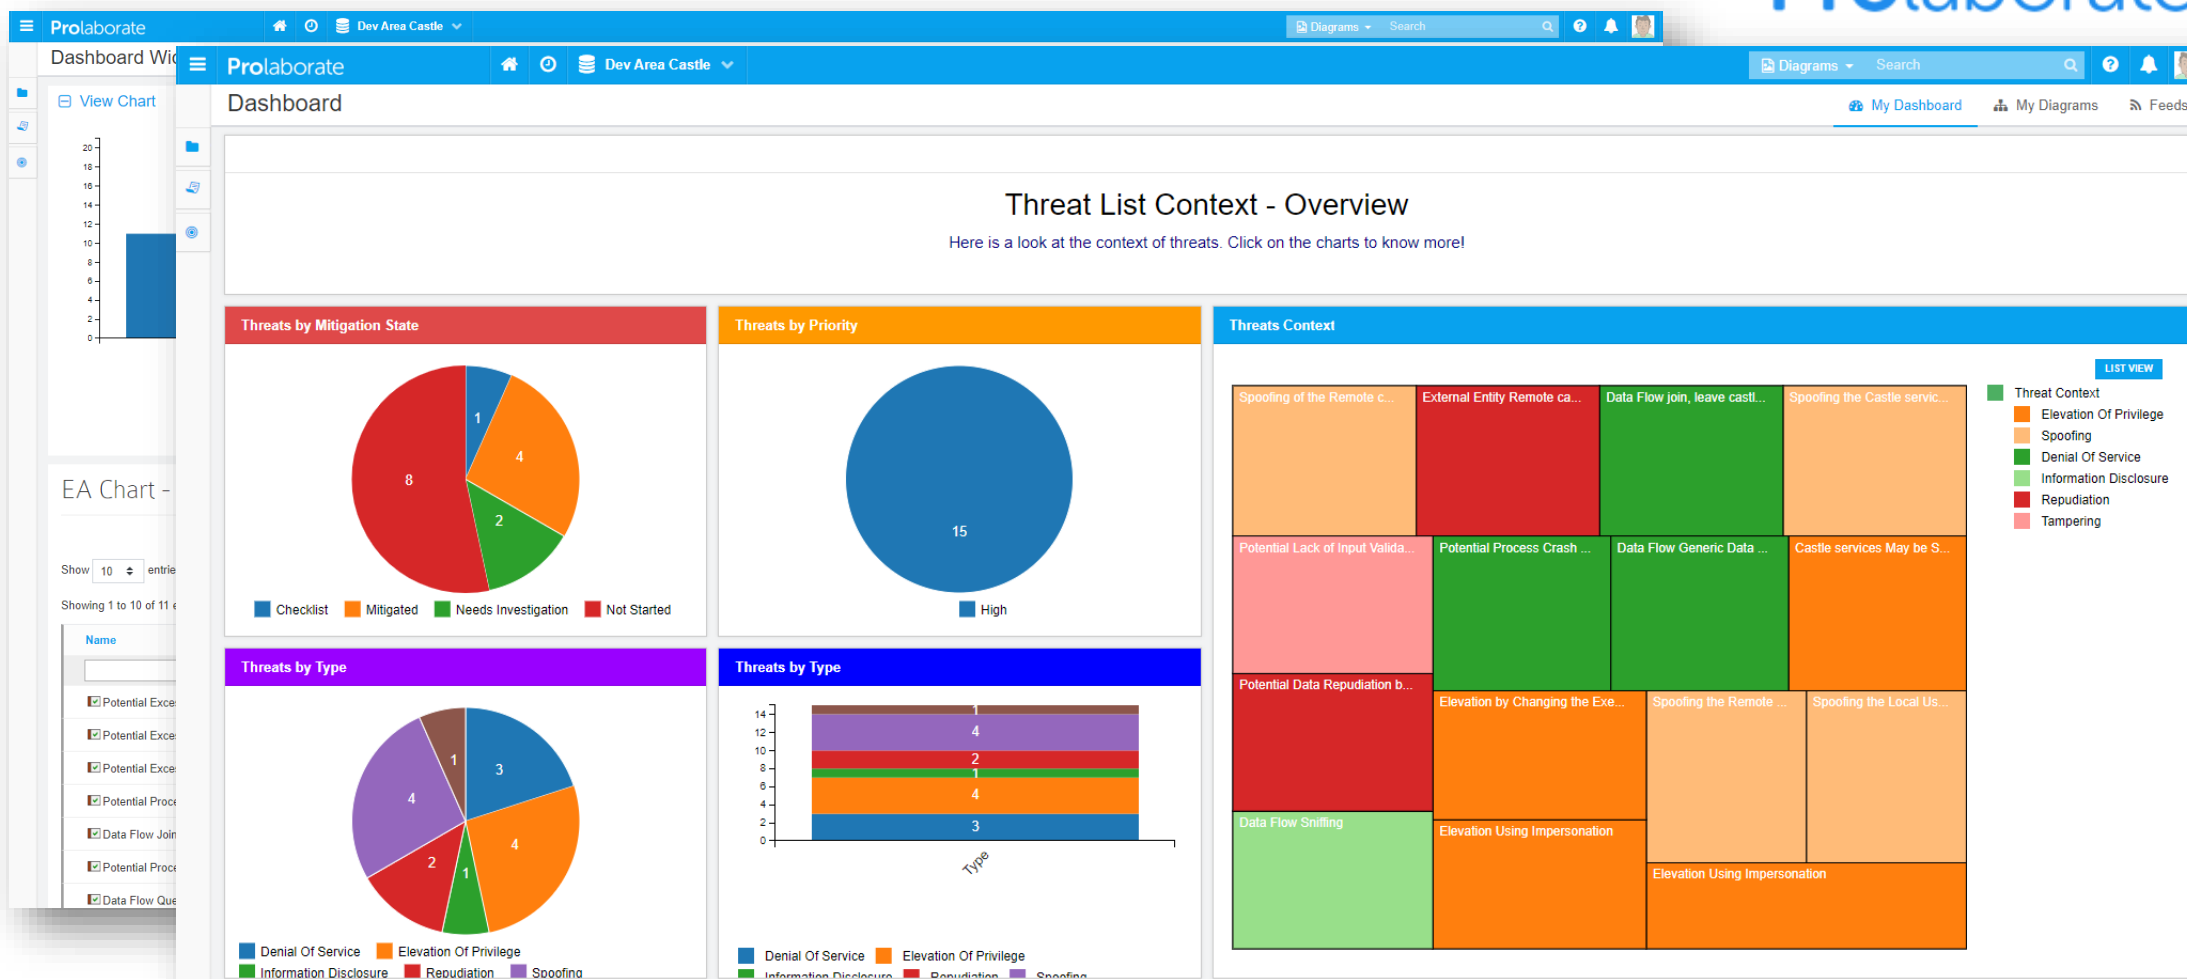 Prolaborate
Prolaborate
Dev Area Castle
Diagrams
Search
Dashboard
View Chart
20
18
16
14
12
10
8
6
4
2
0
EA Chart -
Show 10
Showing 1 to 10 of 11
Name
Potential
Potential
Potential
Potential
Data Flow
Potential
Data Flow
Prolaborate
Dev Area Castle
Diagrams
Search
Dashboard
My Dashboard
My Diagrams
Feeds
Threat List Context - Overview
Here is a look at the context of threats. Click on the charts to know more!
Threats by Mitigation State
1
4
2
8
Checklist Mitigated Needs Investigation Not Started
Threats by Priority
15
High
Threats Context
LIST VIEW
Spoofing of the Remote c...
External Entity Remote ca...
Data Flow join, leave castl...
Spoofing the Castle servic...
Potential Lack of Input Valida...
Potential Process Crash ...
Data Flow Generic Data ...
Castle services May be S...
Potential Data Repudiation b...
Elevation by Changing the Exe...
Spoofing the Remote ...
Spoofing the Local Us...
Data Flow Sniffing
Elevation Using Impersonation
Elevation Using Impersonation
Threat Context
Elevation Of Privilege
Spoofing
Denial Of Service
Information Disclosure
Repudiation
Tampering
Threats by Type
1
3
4
4
2
1
Denial Of Service Elevation Of Privilege
Information Disclosure Repudiation Spoofing
Threats by Type
14
12
10
8
6
4
2
0
1
4
2
1
4
3
Type
Denial Of Service Elevation Of Privilege
Information Disclosure Repudiation Spoofing